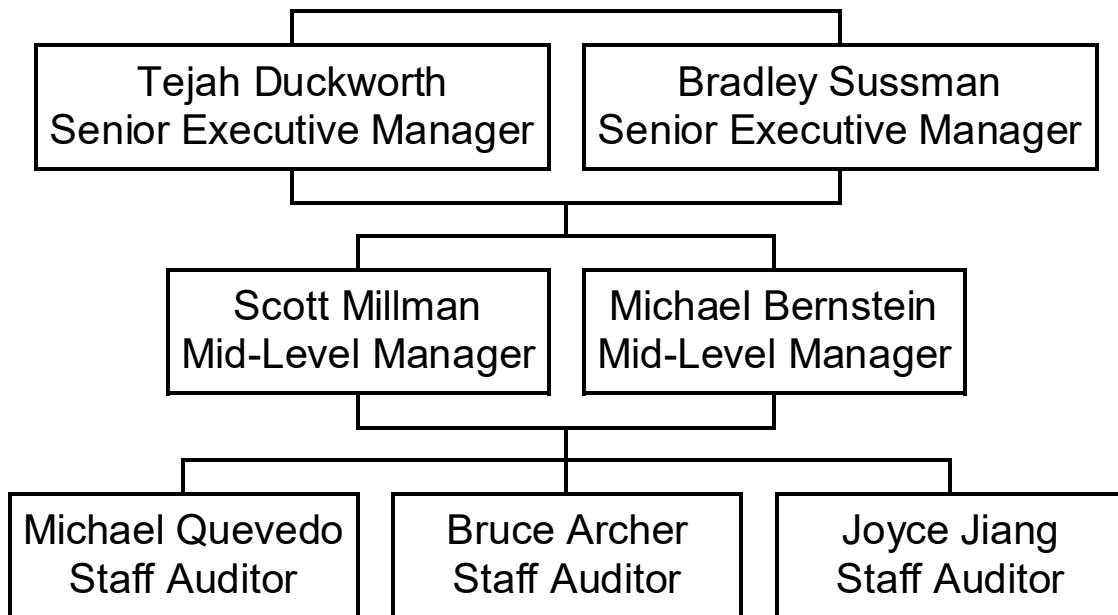 Tejah Duckworth
Senior Executive Manager
Bradley Sussman
Senior Executive Manager
Scott Millman
Mid-Level Manager
Michael Bernstein
Mid-Level Manager
Michael Quevedo
Staff Auditor
Bruce Archer
Staff Auditor
Joyce Jiang
Staff Auditor